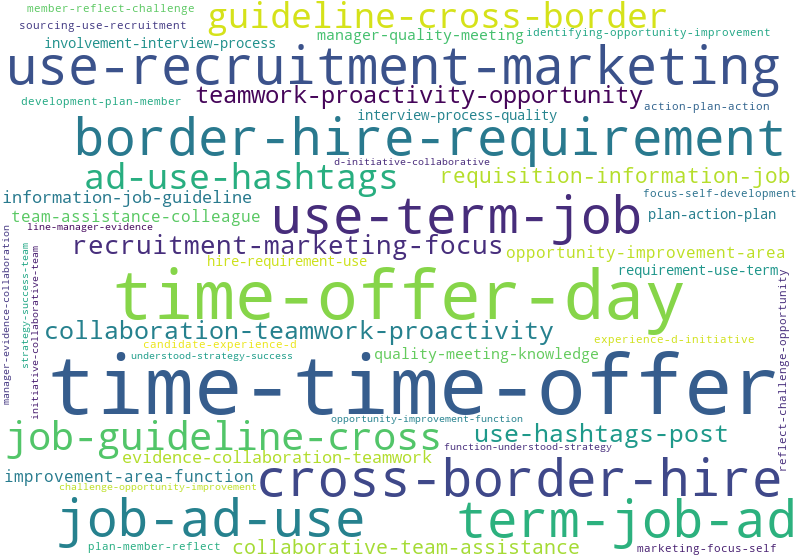 member-reflect-challenge
guideline-cross-border
sourcing-use-recruitment
manager-quality-meeting
identifying-opportunity-improvement
involvement-interview-process
use-recruitment-marketing
teamwork-proactivity-opportunity
development-plan-member
action-plan-action
interview-process-quality
border-hire-requirement
d-initiative-collaborative
ad-use-hashtags
requisition-information-job
information-job-guideline
focus-self-development
use-term-job
team-assistance-colleague
plan-action-plan
line-manager-evidence
recruitment-marketing-focus
opportunity-improvement-area
hire-requirement-use
requirement-use-term
manager-evidence-collaboration
strategy-success-team
initiative-collaborative-team
time-offer-day
reflect-challenge-opportunity
collaboration-teamwork-proactivity
candidate-experience-d
experience-d-initiative
understood-strategy-success
quality-meeting-knowledge
time-time-offer
opportunity-improvement-function
job-guideline-cross
use-hashtags-post
function-understood-strategy
evidence-collaboration-teamwork
improvement-area-function
cross-border-hire
challenge-opportunity-improvement
job-ad-use
term-job-ad
plan-member-reflect
collaborative-team-assistance
marketing-focus-self